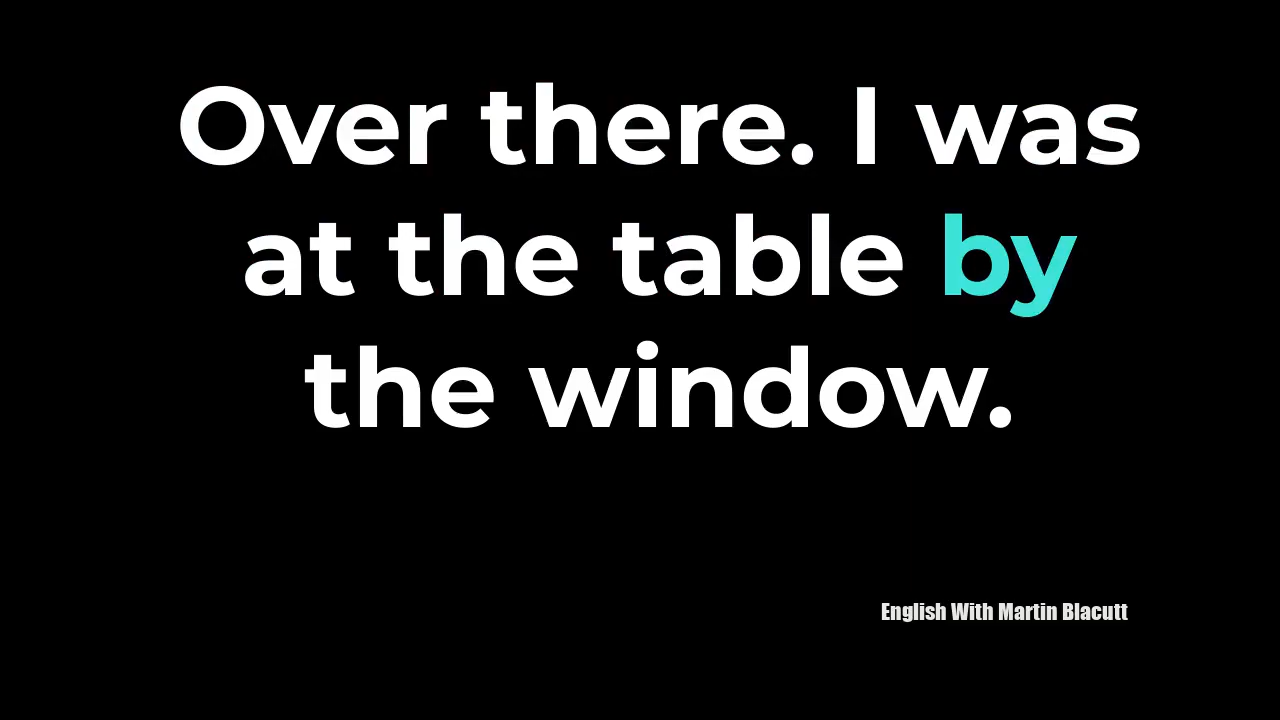 Over there. I was
at the table by
the window.
English With Martin Blacutt